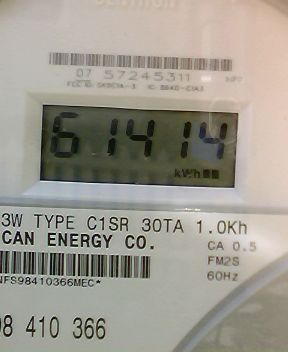 CENTRON
07 57245311
61414
kWh
3W TYPE C1SR 30TA 1.0Kh
CAN ENERGY CO.
CA 0.5
FM2S
60Hz
NFS98410366MEC*
08 410 366